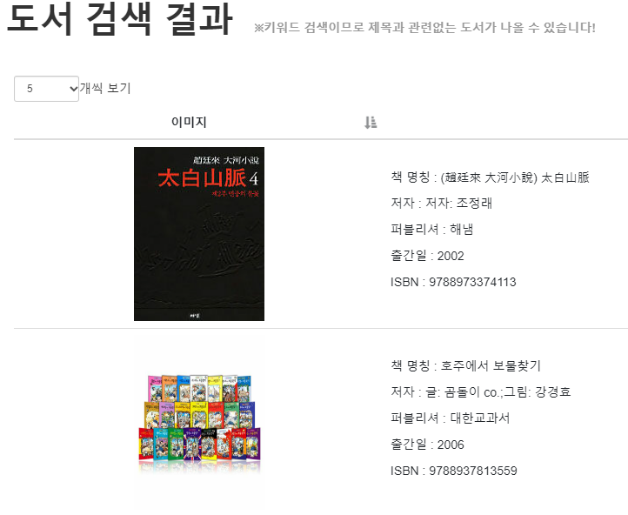 도서 검색 결과
※키워드 검색이므로 제목과 관련없는 도서가 나올 수 있습니다!
5 개씩 보기
이미지
趙廷來 大河小說
太白山脈 4
책 명칭 : (趙廷來 大河小說) 太白山脈
저자 : 저자: 조정래
퍼블리셔 : 해냄
출간일 : 2002
ISBN : 9788973374113
책 명칭 : 호주에서 보물찾기
저자 : 글: 곰돌이 co.;그림: 강경효
퍼블리셔 : 대한교과서
출간일 : 2006
ISBN : 9788937813559